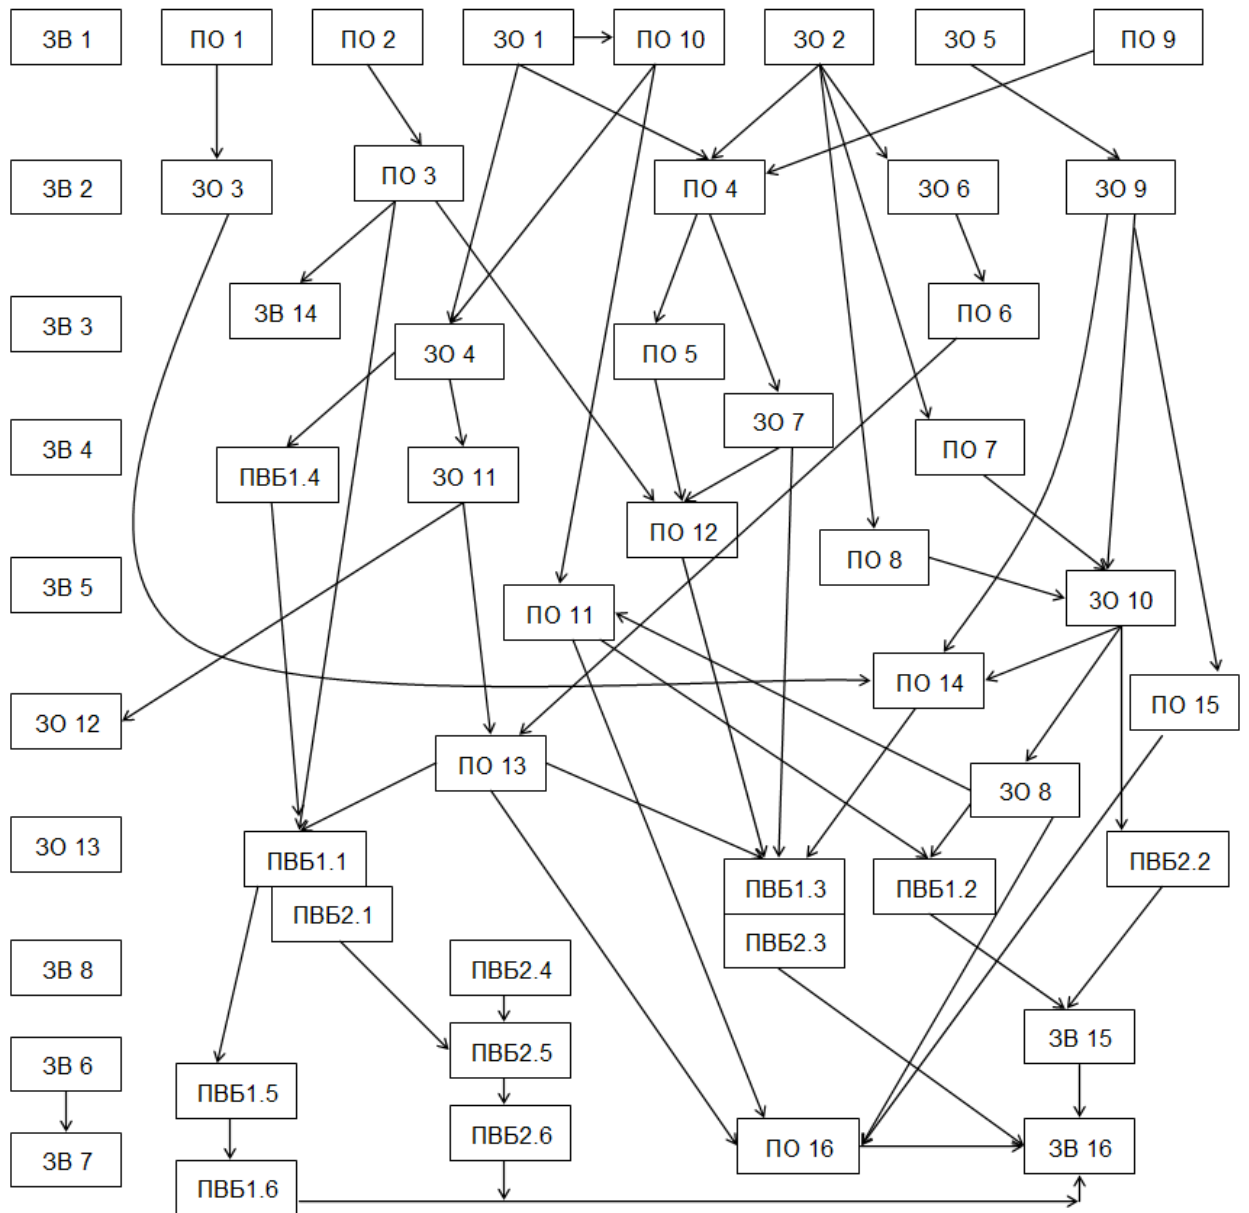 ЗВ 1
ПО 1
ПО 2
ЗО 1
ПО 10
ЗО 2
ЗО 5
ПО 9
ЗВ 2
ЗО 3
ПО 3
ПО 4
ЗО 6
ЗО 9
ЗВ 3
ЗВ 14
ЗО 4
ПО 5
ПО 6
ЗВ 4
ПВБ1.4
ЗО 11
ЗО 7
ПО 7
ПО 12
ПО 8
ЗВ 5
ПО 11
ЗО 10
ЗО 12
ПО 14
ПО 15
ПО 13
ЗО 8
ЗО 13
ПВБ1.1
ПВБ2.1
ПВБ1.3
ПВБ2.3
ПВБ1.2
ПВБ2.2
ЗВ 8
ПВБ2.4
ЗВ 6
ПВБ2.5
ЗВ 15
ПВБ1.5
ЗВ 7
ПВБ2.6
ПО 16
ЗВ 16
ПВБ1.6